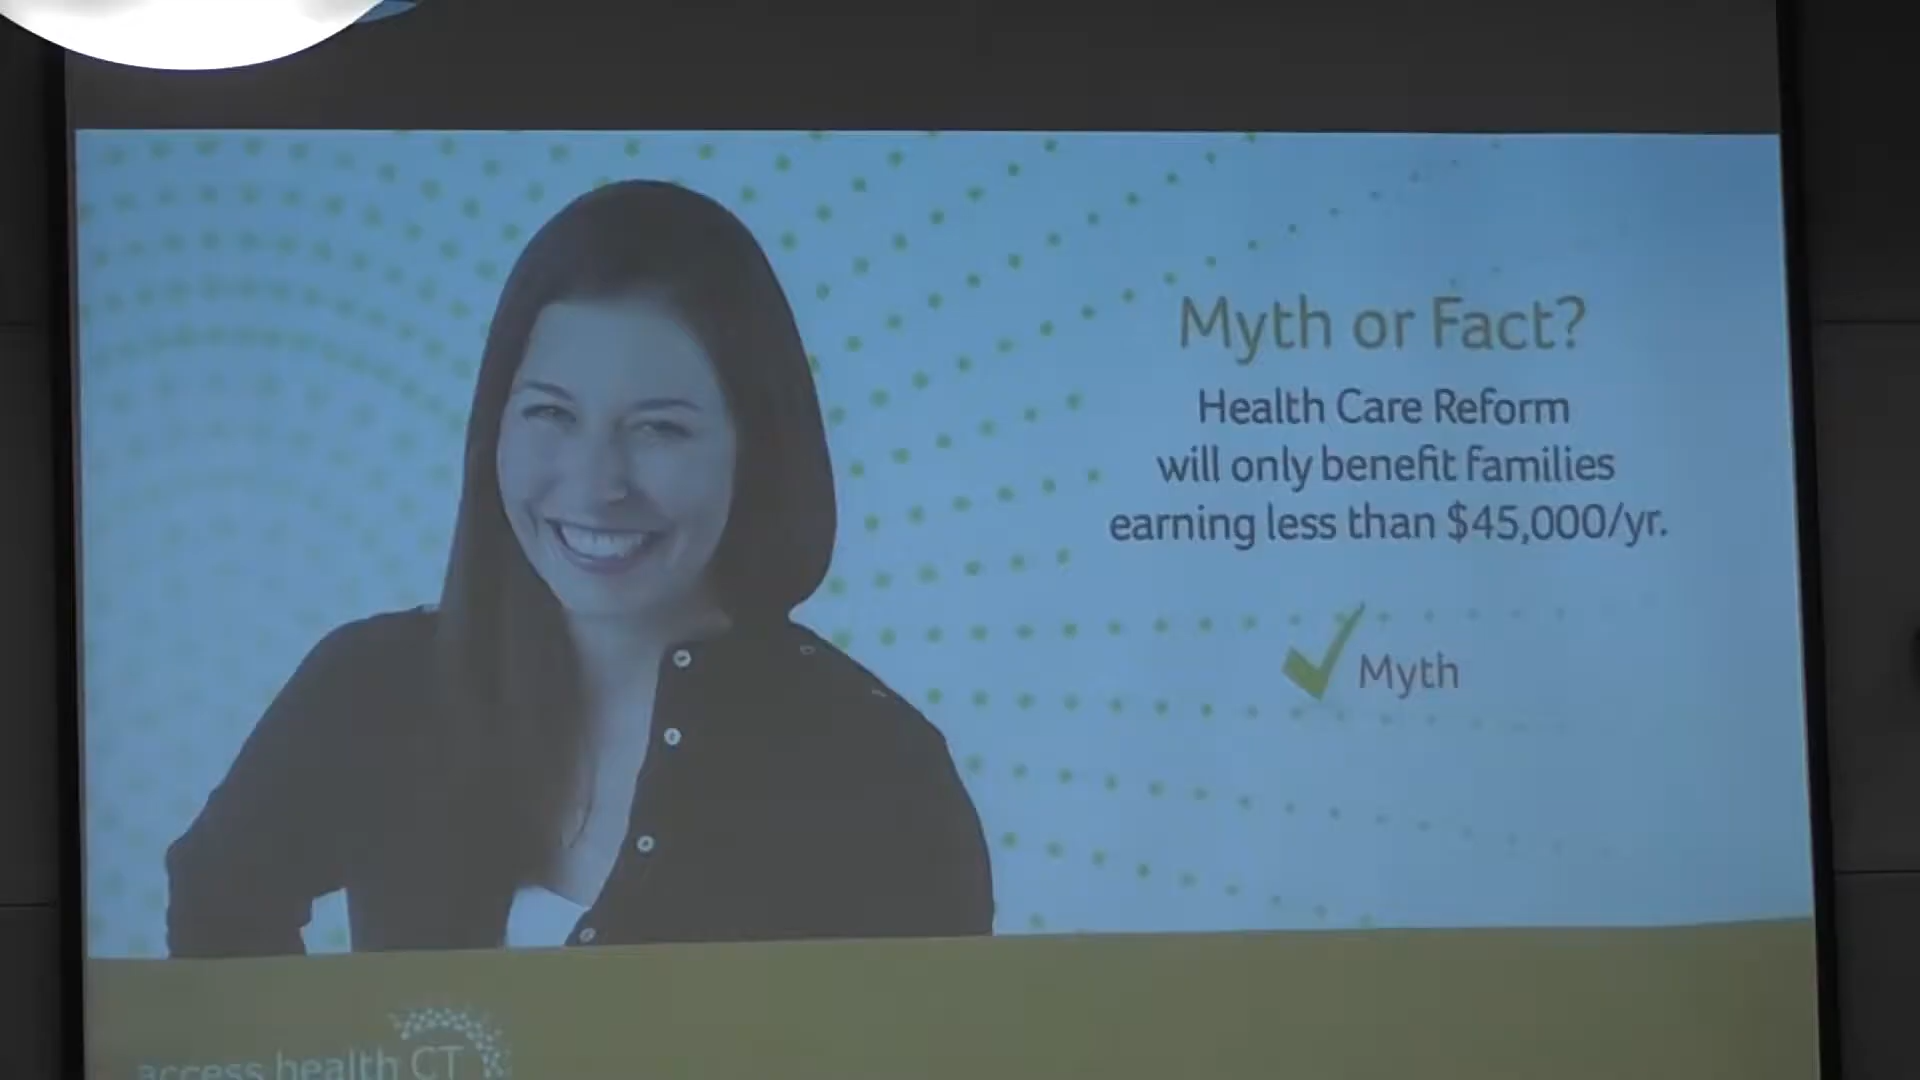 Myth or Fact?
Health Care Reform
will only benefit families
earning less than $45,000/yr.
Myth
access health CT